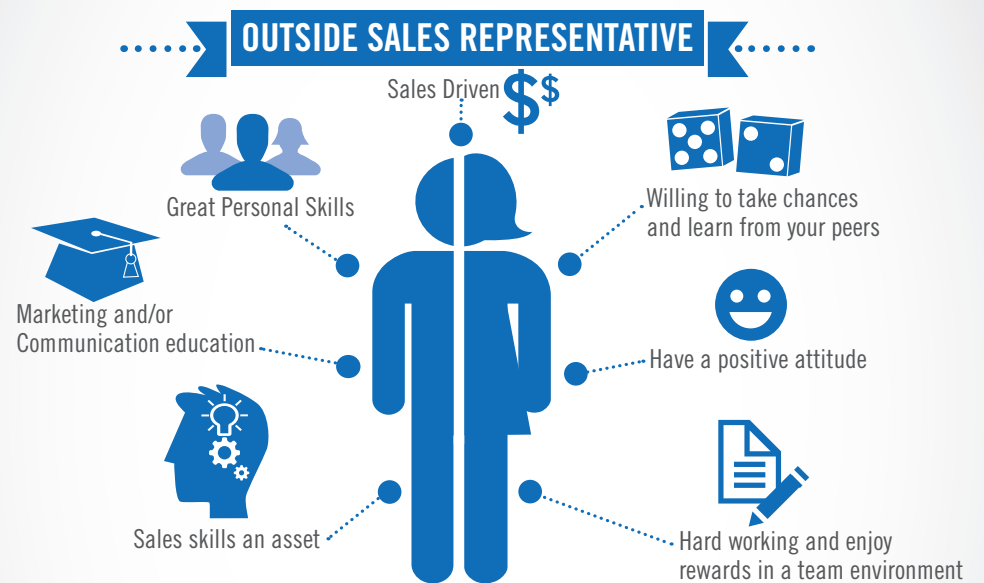 OUTSIDE SALES REPRESENTATIVE
Sales Driven $$
Great Personal Skills
Willing to take chances
and learn from your peers
Marketing and/or
Communication education
Have a positive attitude
Sales skills an asset
Hard working and enjoy
rewards in a team environment